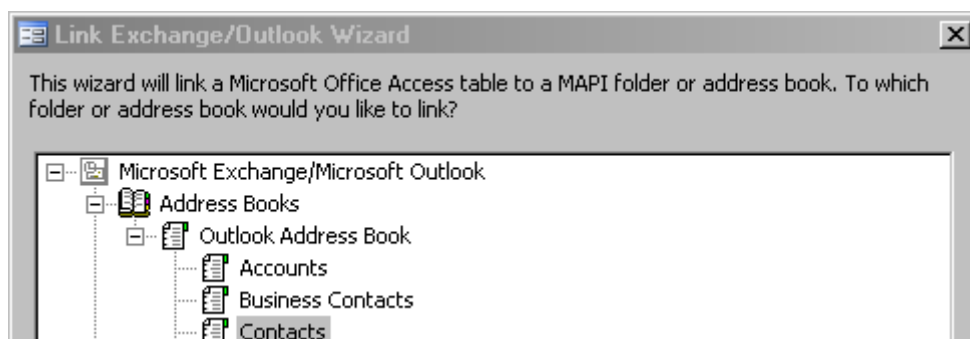 Link Exchange/Outlook Wizard
This wizard will link a Microsoft Office Access table to a MAPI folder or address book. To which
folder or address book would you like to link?
Microsoft Exchange/Microsoft Outlook
Address Books
Outlook Address Book
Accounts
Business Contacts
Contacts